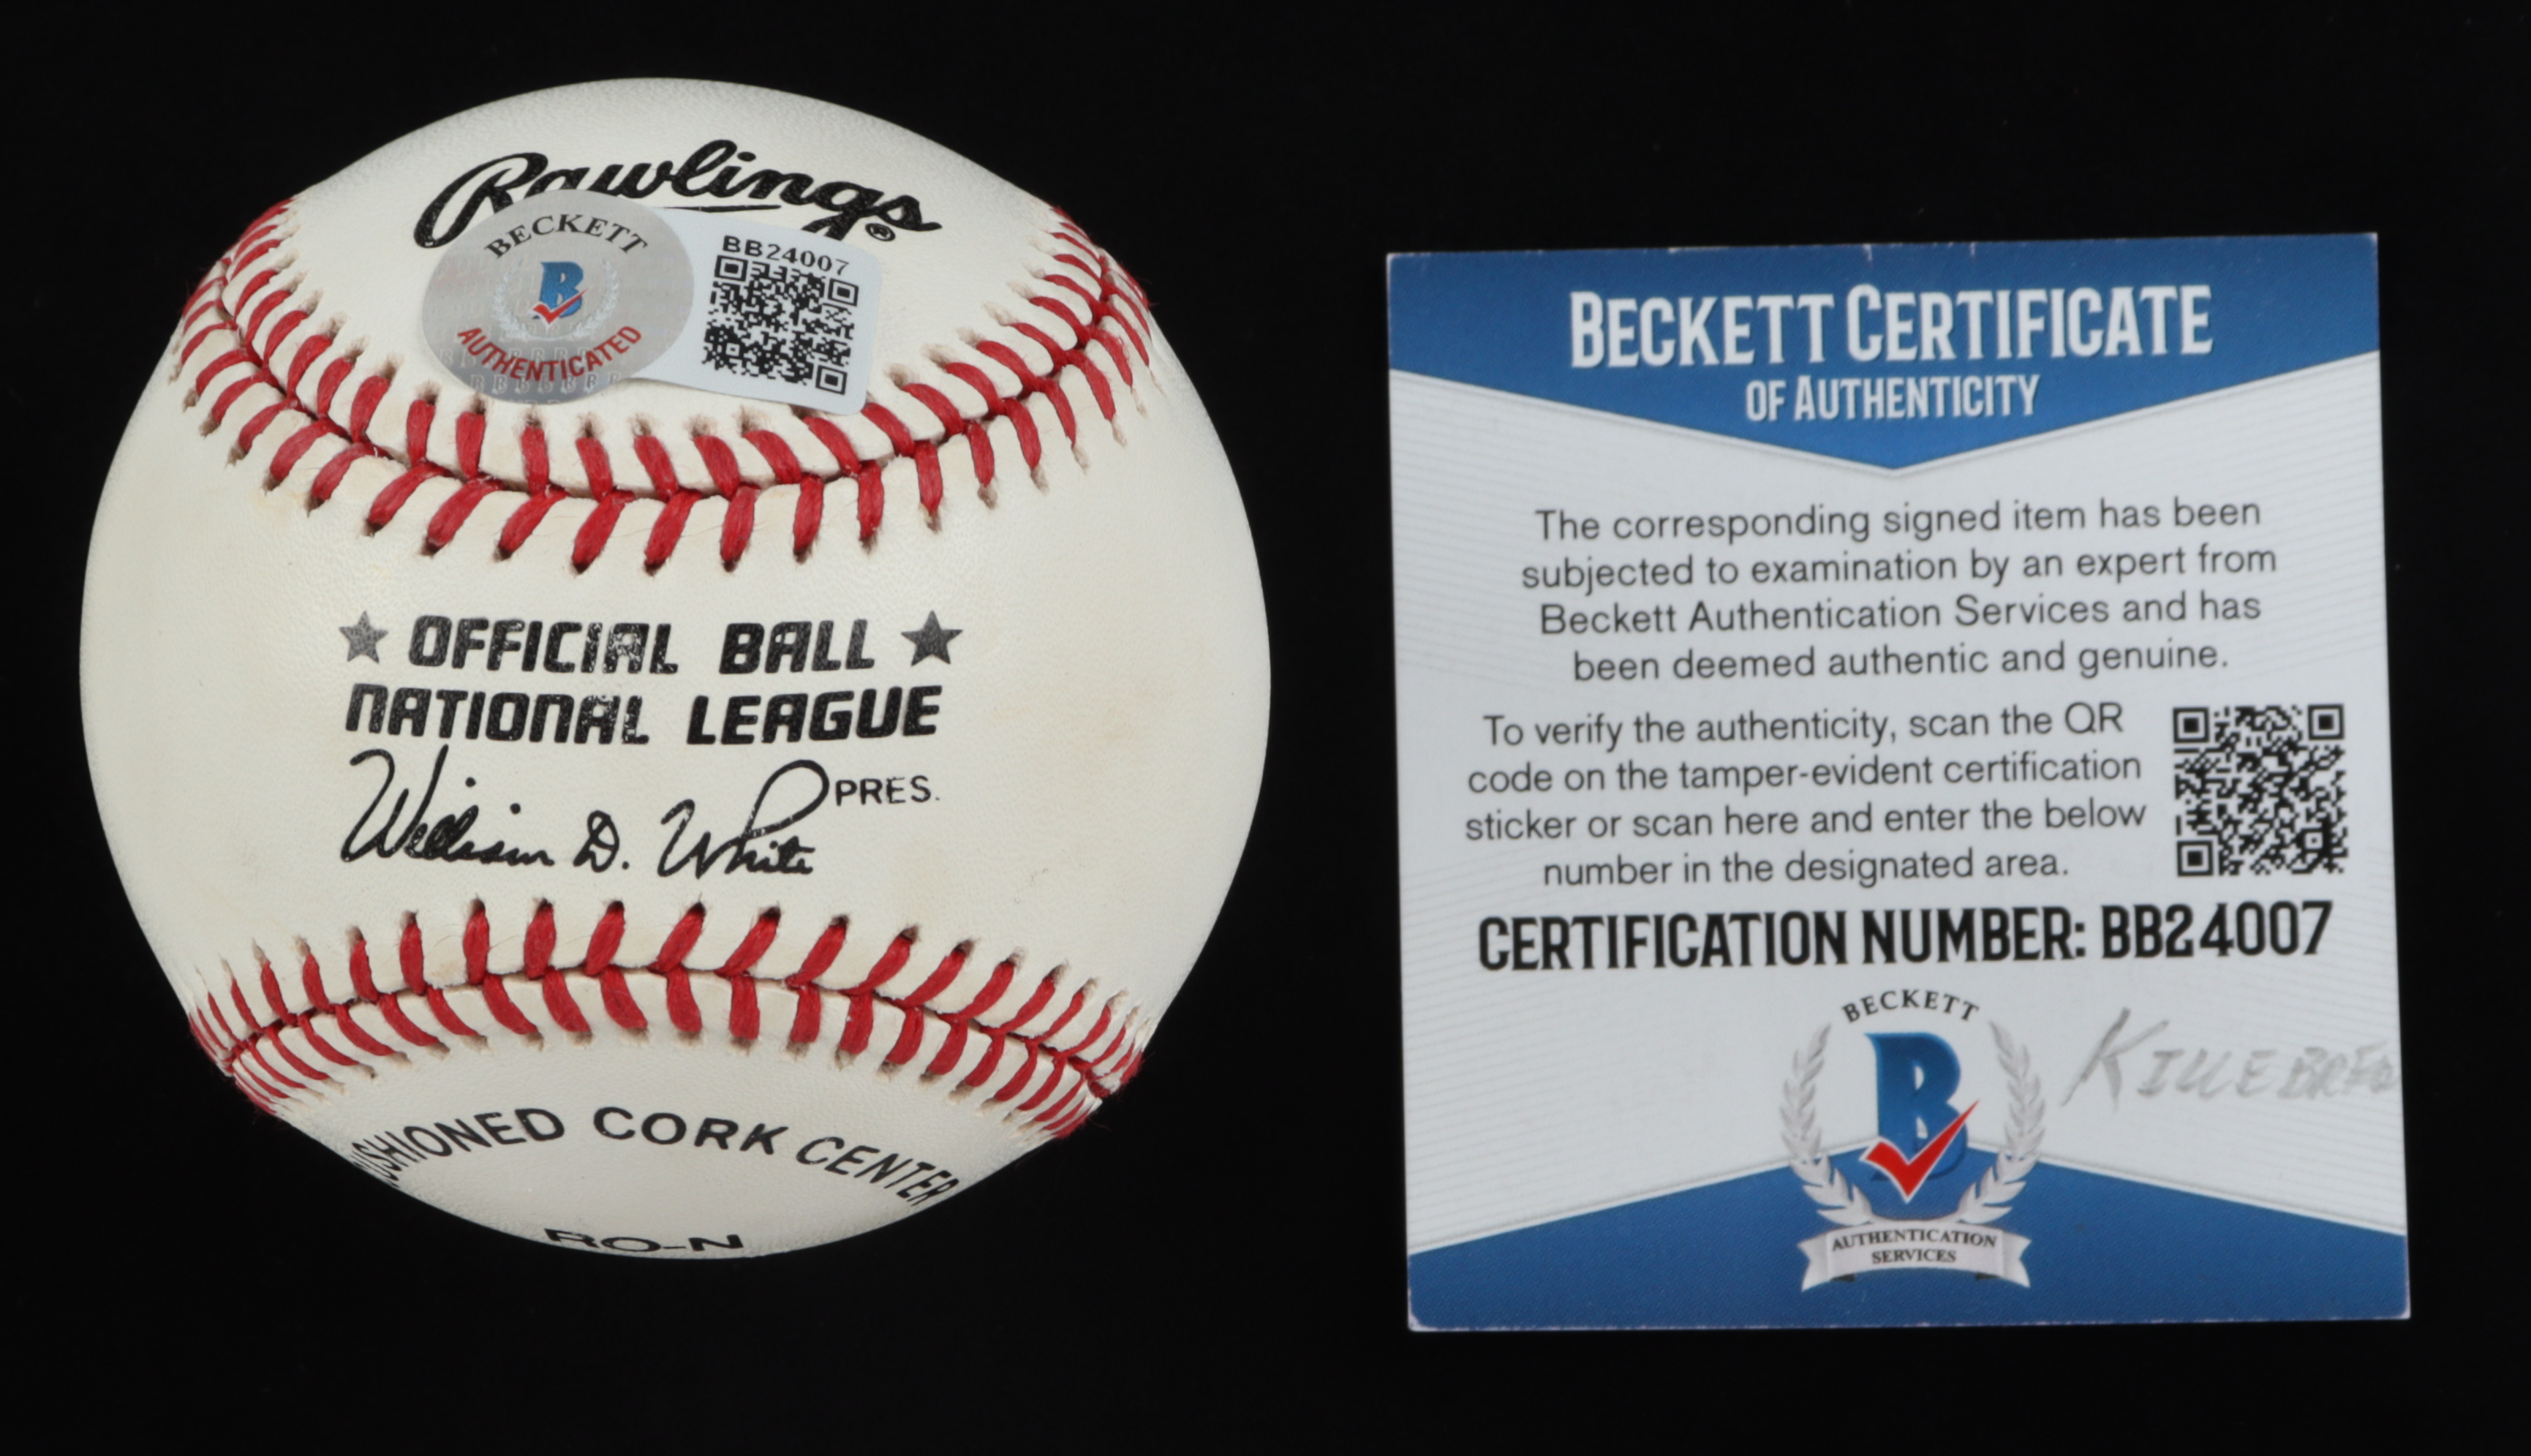 Rawlings®
BECKETT
B
AUTHENTICATED
BB24007
★ OFFICIAL BALL ★
NATIONAL LEAGUE
William D. White PRES.
CUSHIONED CORK CENTER
RO-N
BECKETT CERTIFICATE
OF AUTHENTICITY
The corresponding signed item has been
subjected to examination by an expert from
Beckett Authentication Services and has
been deemed authentic and genuine.
To verify the authenticity, scan the QR
code on the tamper-evident certification
sticker or scan here and enter the below
number in the designated area.
CERTIFICATION NUMBER: BB24007
BECKETT
B
KILLEBREW
AUTHENTICATION
SERVICES